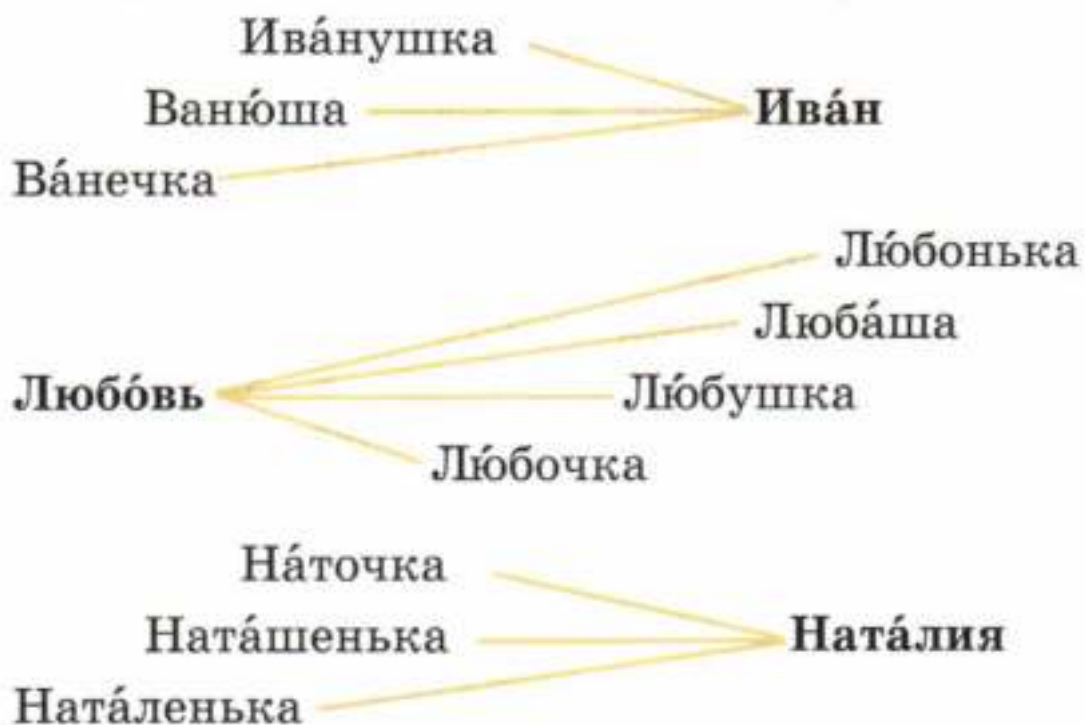 Ива́нушка
Ваню́ша Ива́н
Ва́нечка
Лю́бонька
Люба́ша
Любо́вь Лю́бушка
Лю́бочка
На́точка
Ната́шенька Ната́лия
Ната́ленька